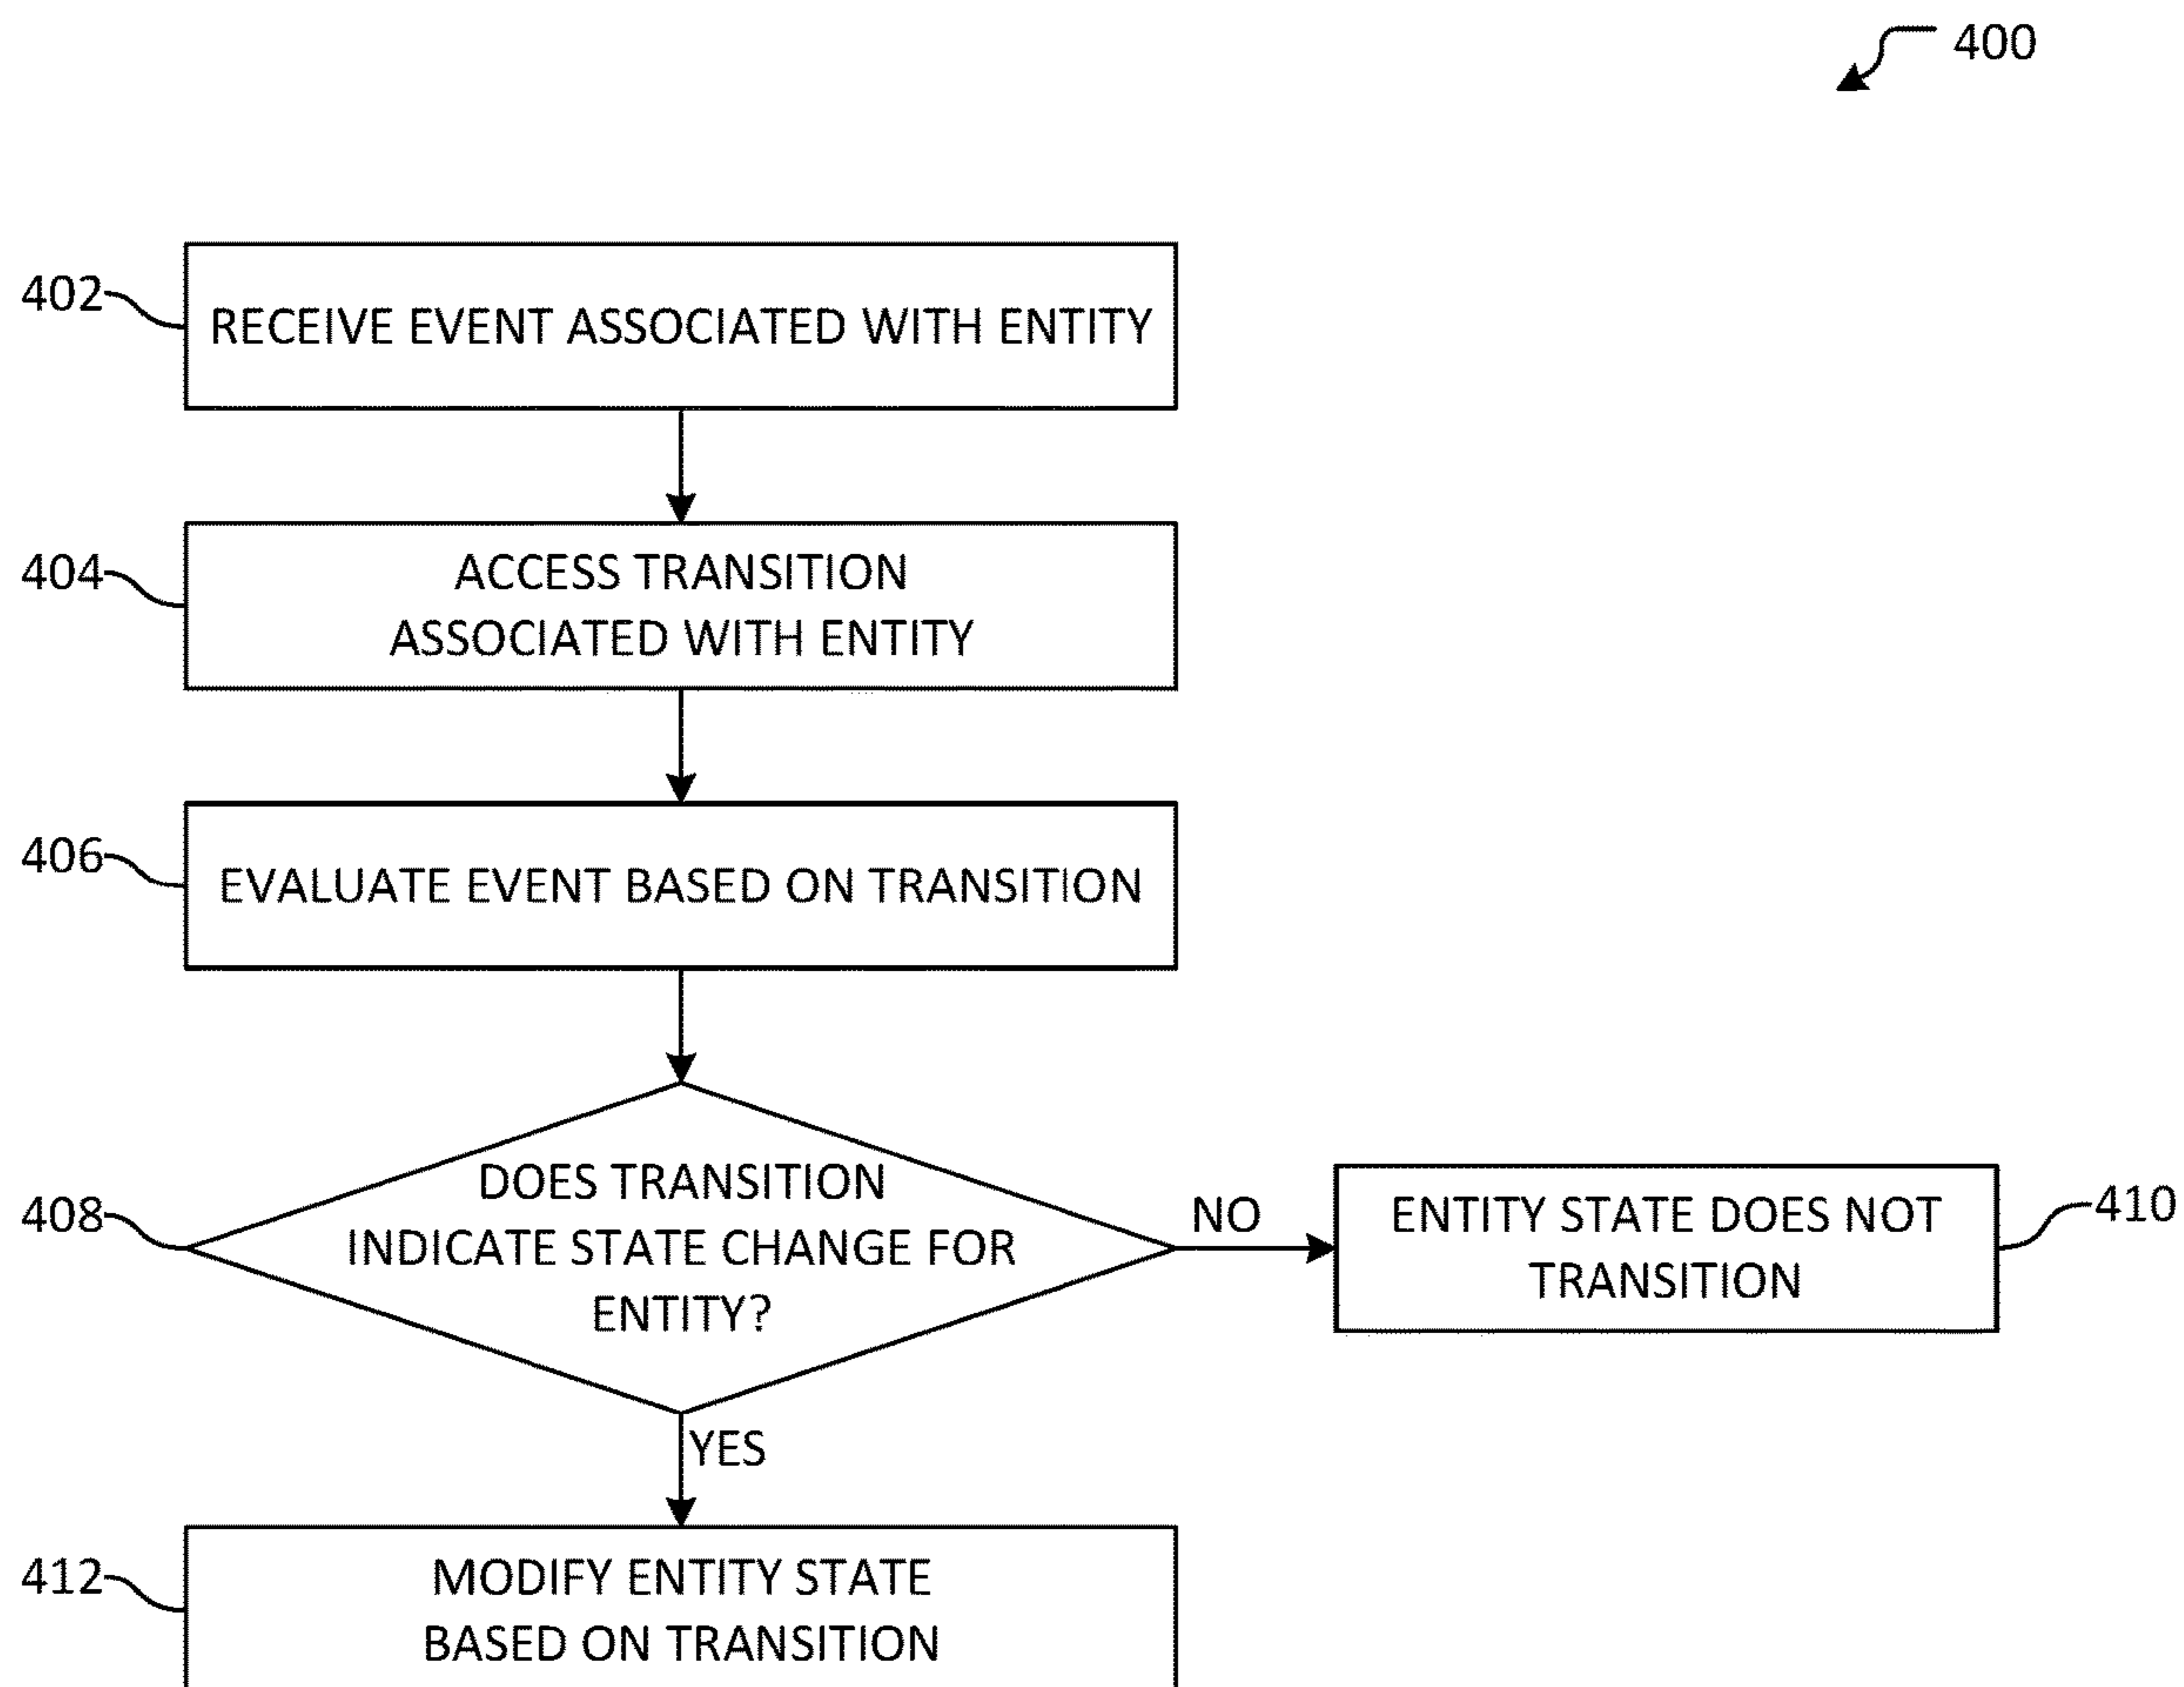 400
402
RECEIVE EVENT ASSOCIATED WITH ENTITY
404
ACCESS TRANSITION
ASSOCIATED WITH ENTITY
406
EVALUATE EVENT BASED ON TRANSITION
408
DOES TRANSITION
INDICATE STATE CHANGE FOR
ENTITY?
NO
ENTITY STATE DOES NOT
TRANSITION
410
YES
412
MODIFY ENTITY STATE
BASED ON TRANSITION